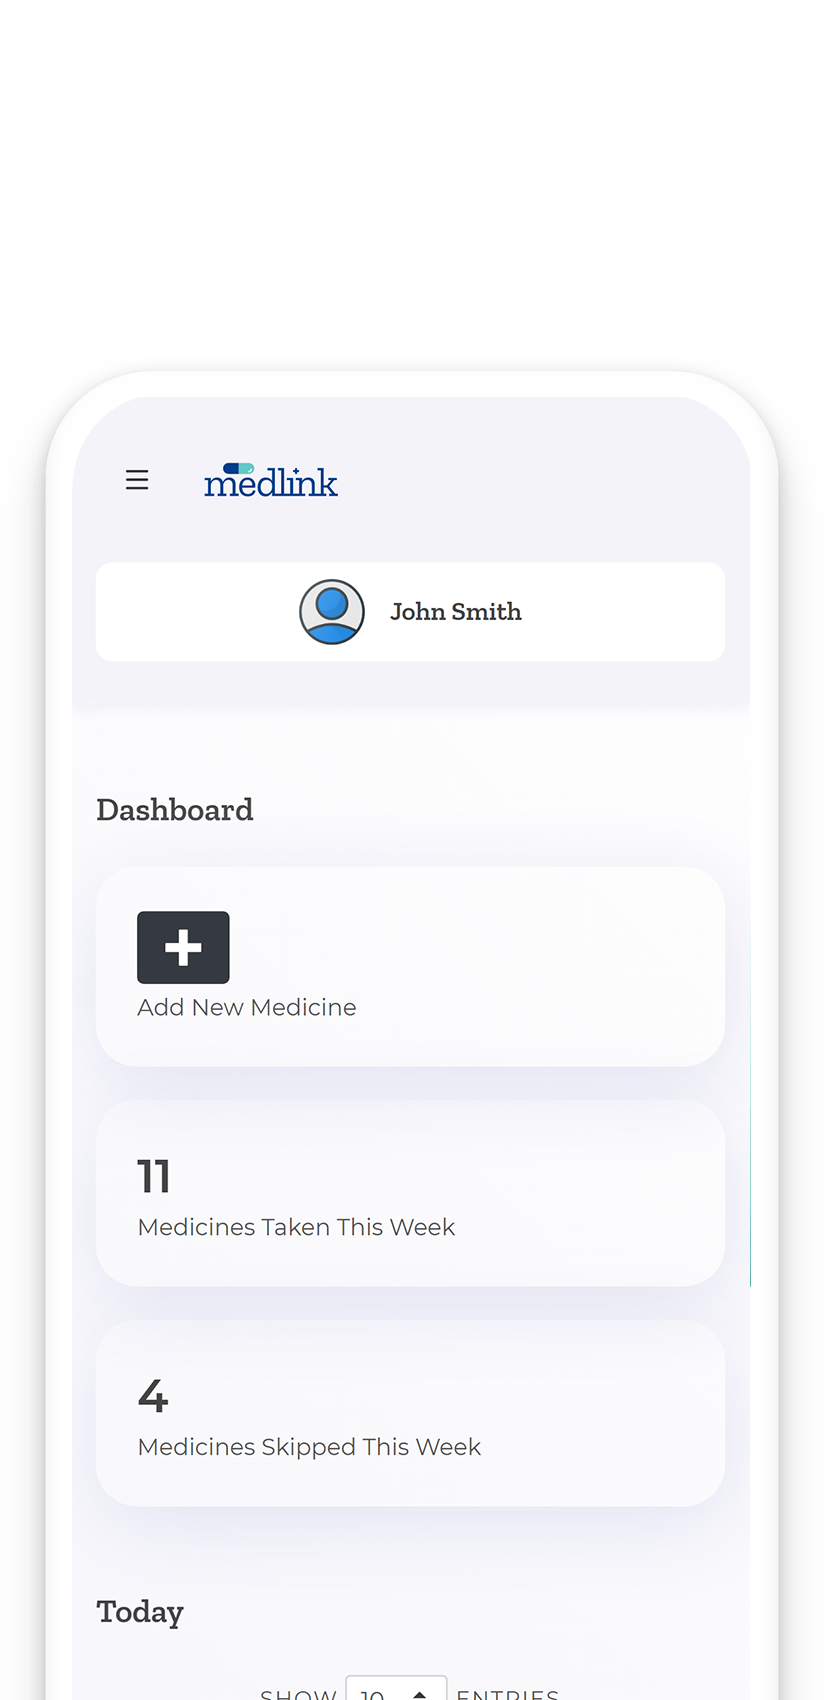 medlink
John Smith
Dashboard
Add New Medicine
11
Medicines Taken This Week
4
Medicines Skipped This Week
Today
SHOW 10 ENTRIES